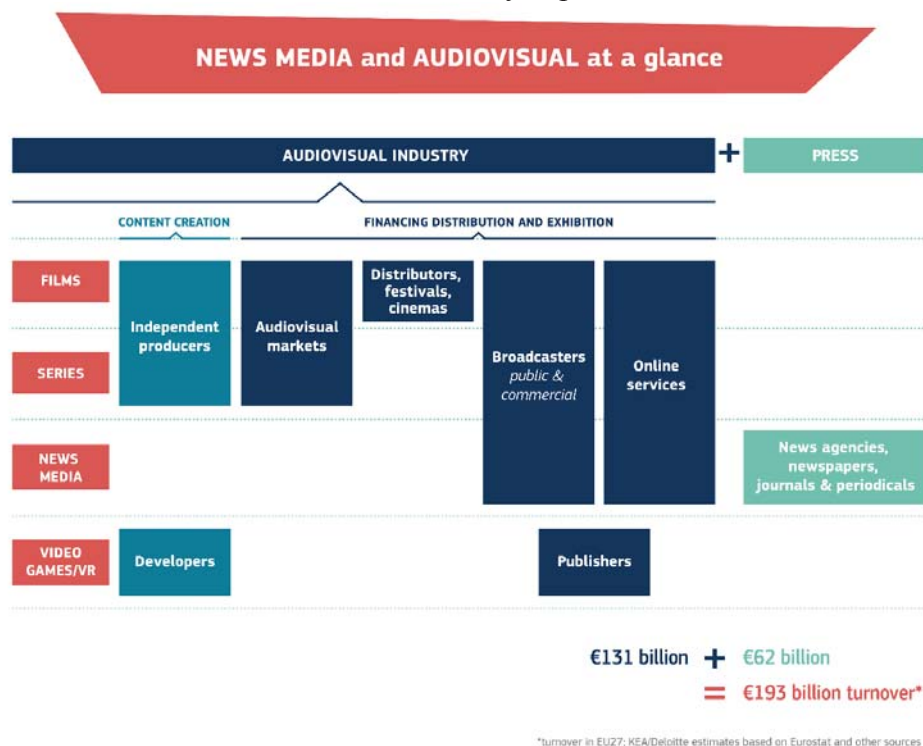 NEWS MEDIA and AUDIOVISUAL at a glance
AUDIOVISUAL INDUSTRY
+
PRESS
CONTENT CREATION
FINANCING DISTRIBUTION AND EXHIBITION
FILMS
Independent
producers
Audiovisual
markets
Distributors,
festivals,
cinemas
Broadcasters
public &
commercial
Online
services
SERIES
NEWS
MEDIA
News agencies,
newspapers,
journals & periodicals
VIDEO
GAMES/VR
Developers
Publishers
€131 billion + €62 billion
= €193 billion turnover*
*turnover in EU27; KEA/Deloitte estimates based on Eurostat and other sources